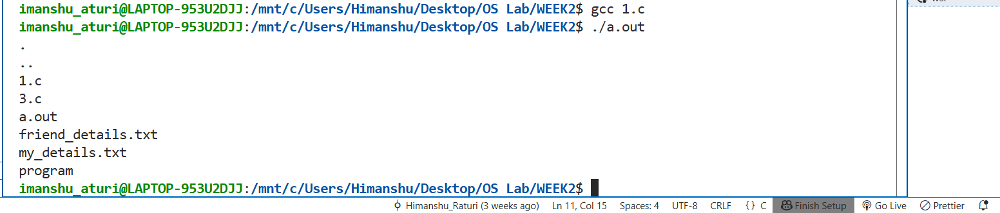 imanshu_aturi@LAPTOP-953U2DJJ:/mnt/c/Users/Himanshu/Desktop/OS Lab/WEEK2$ gcc 1.c
imanshu_aturi@LAPTOP-953U2DJJ:/mnt/c/Users/Himanshu/Desktop/OS Lab/WEEK2$ ./a.out
.
..
1.c
3.c
a.out
friend_details.txt
my_details.txt
program
imanshu_aturi@LAPTOP-953U2DJJ:/mnt/c/Users/Himanshu/Desktop/OS Lab/WEEK2$
Himanshu_Raturi (3 weeks ago) Ln 11, Col 15 Spaces: 4 UTF-8 CRLF {} C Finish Setup Go Live Prettier